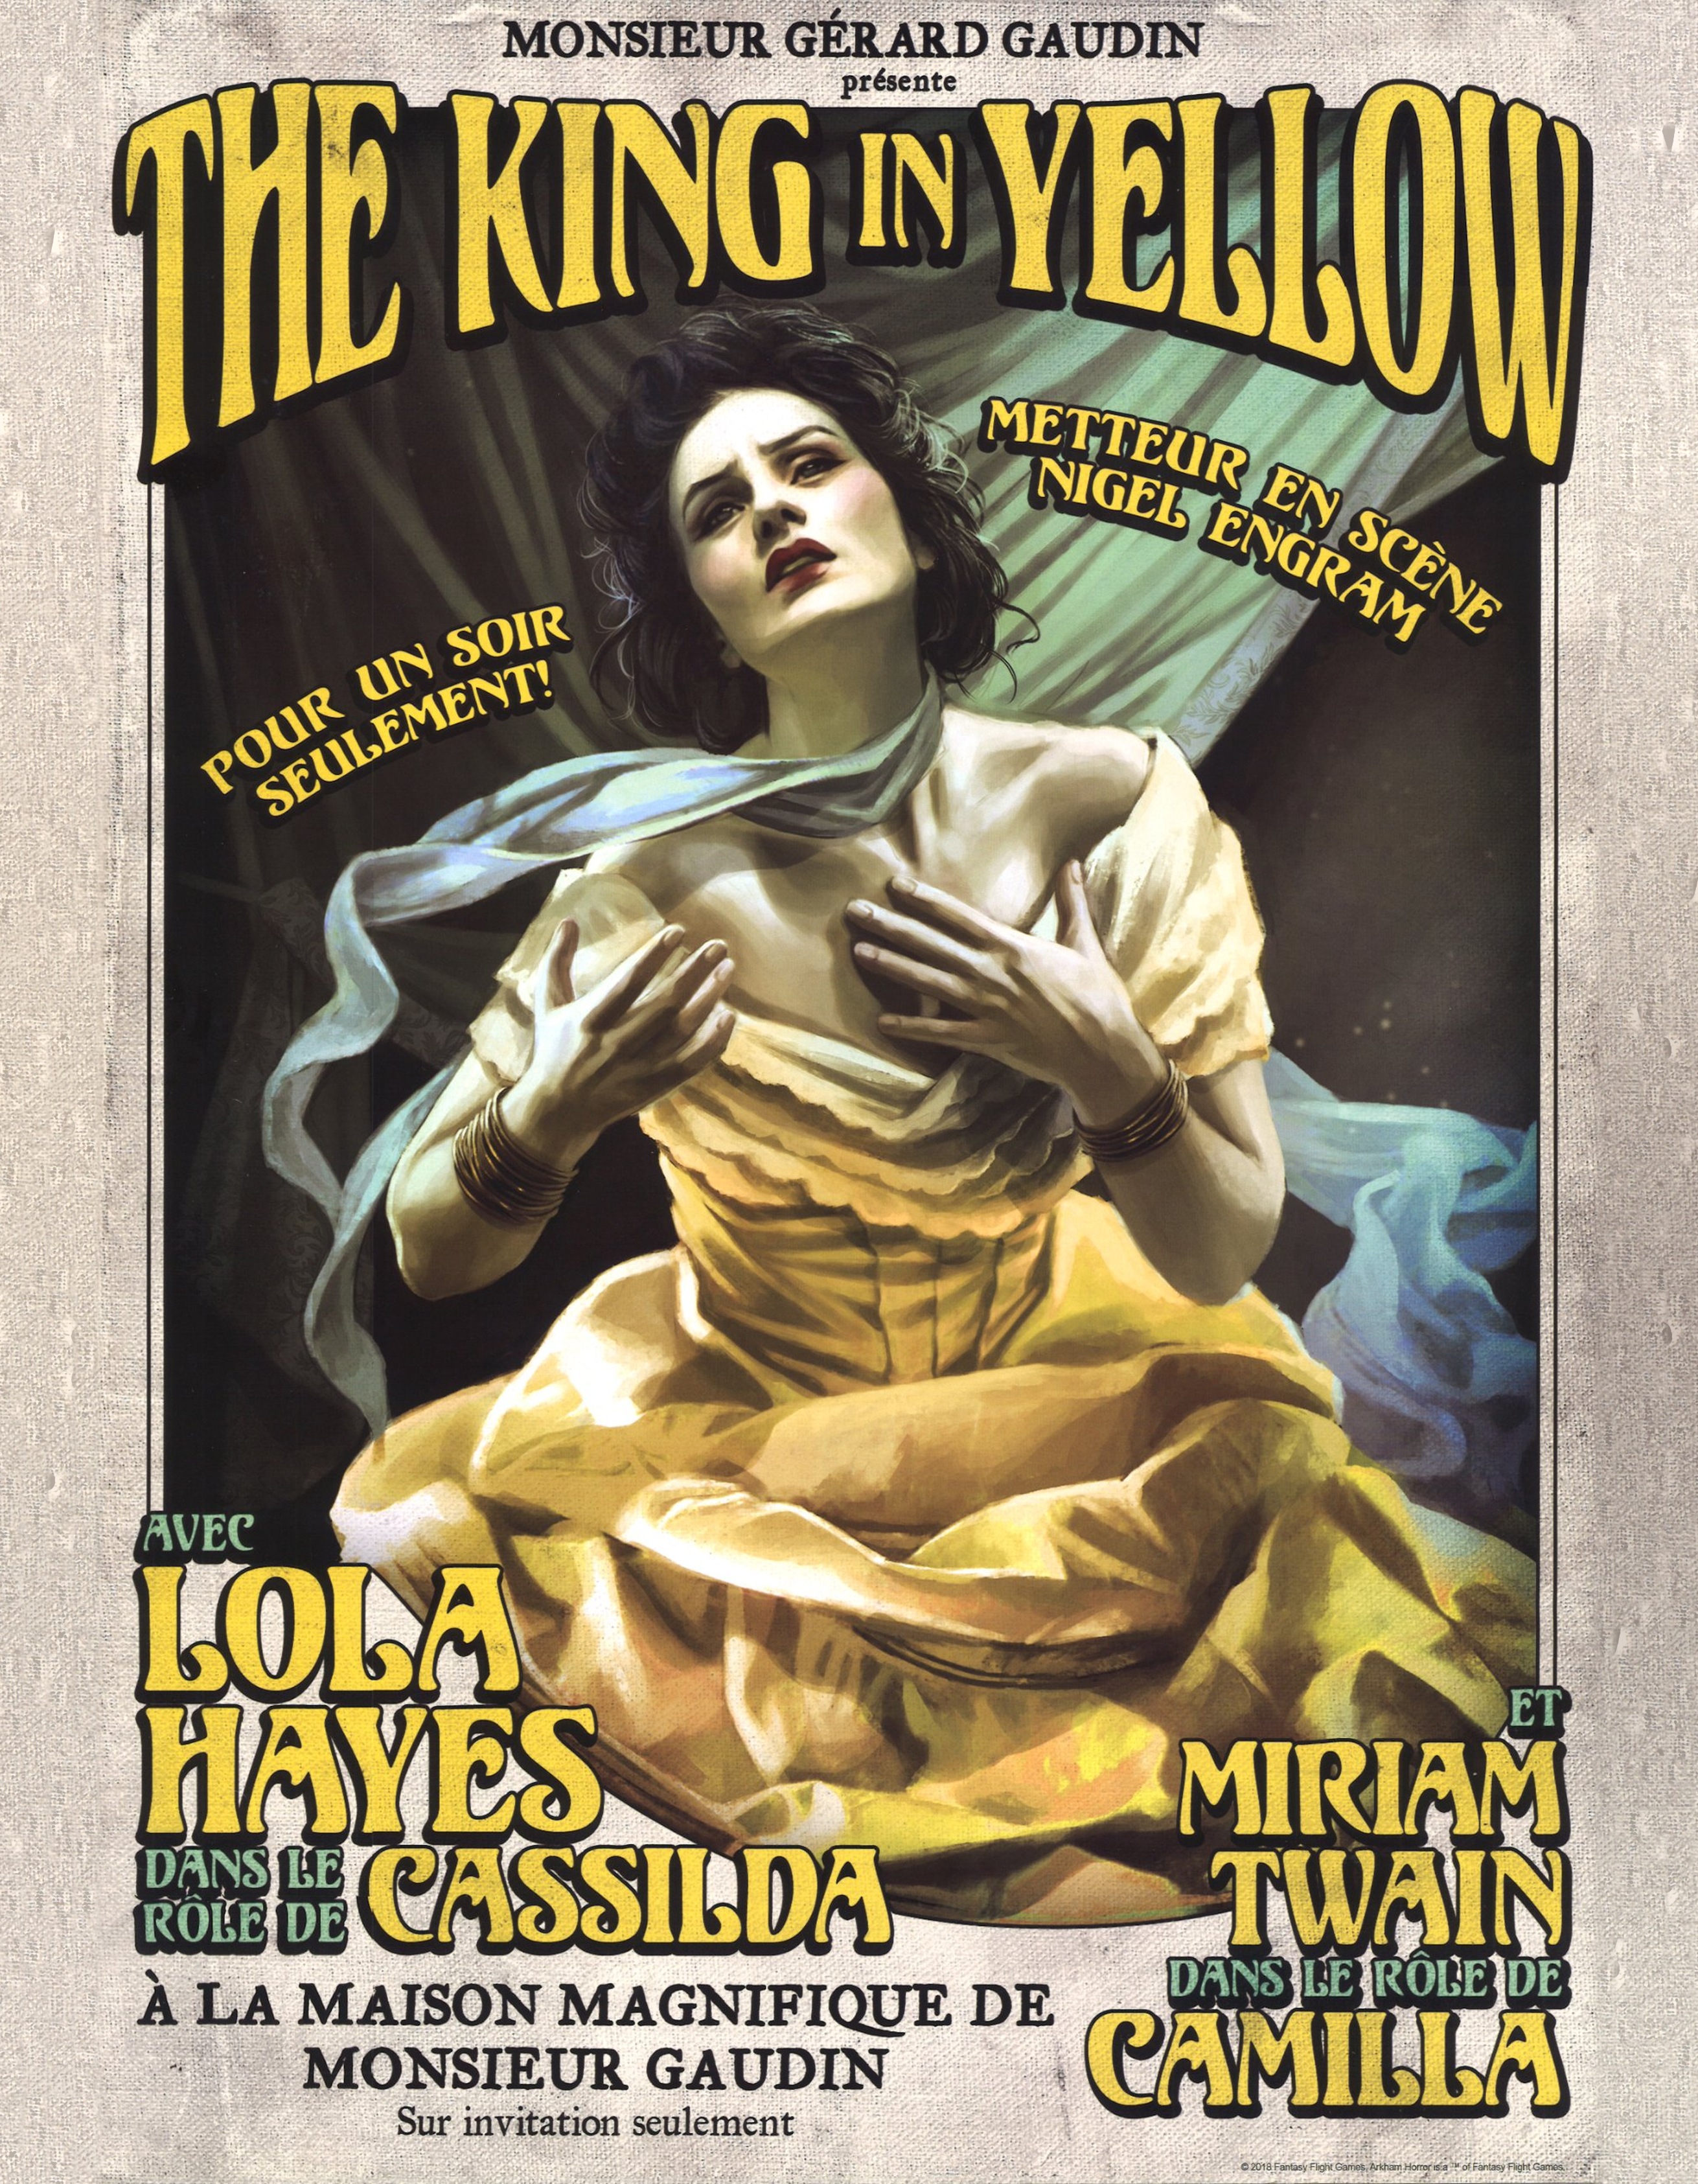 MONSIEUR GÉRARD GAUDIN
présente
THE KING IN YELLOW
METTEUR EN SCÈNE
NIGEL ENGRAM
POUR UN SOIR
SEULEMENT!
AVEC
LOLA
HAYES
DANS LE
RÔLE DE CASSILDA
ET
MIRIAM
TWAIN
DANS LE RÔLE DE
CAMILLA
À LA MAISON MAGNIFIQUE DE
MONSIEUR GAUDIN
Sur invitation seulement
© 2018 Fantasy Flight Games. Arkham Horror is a ™ of Fantasy Flight Games.